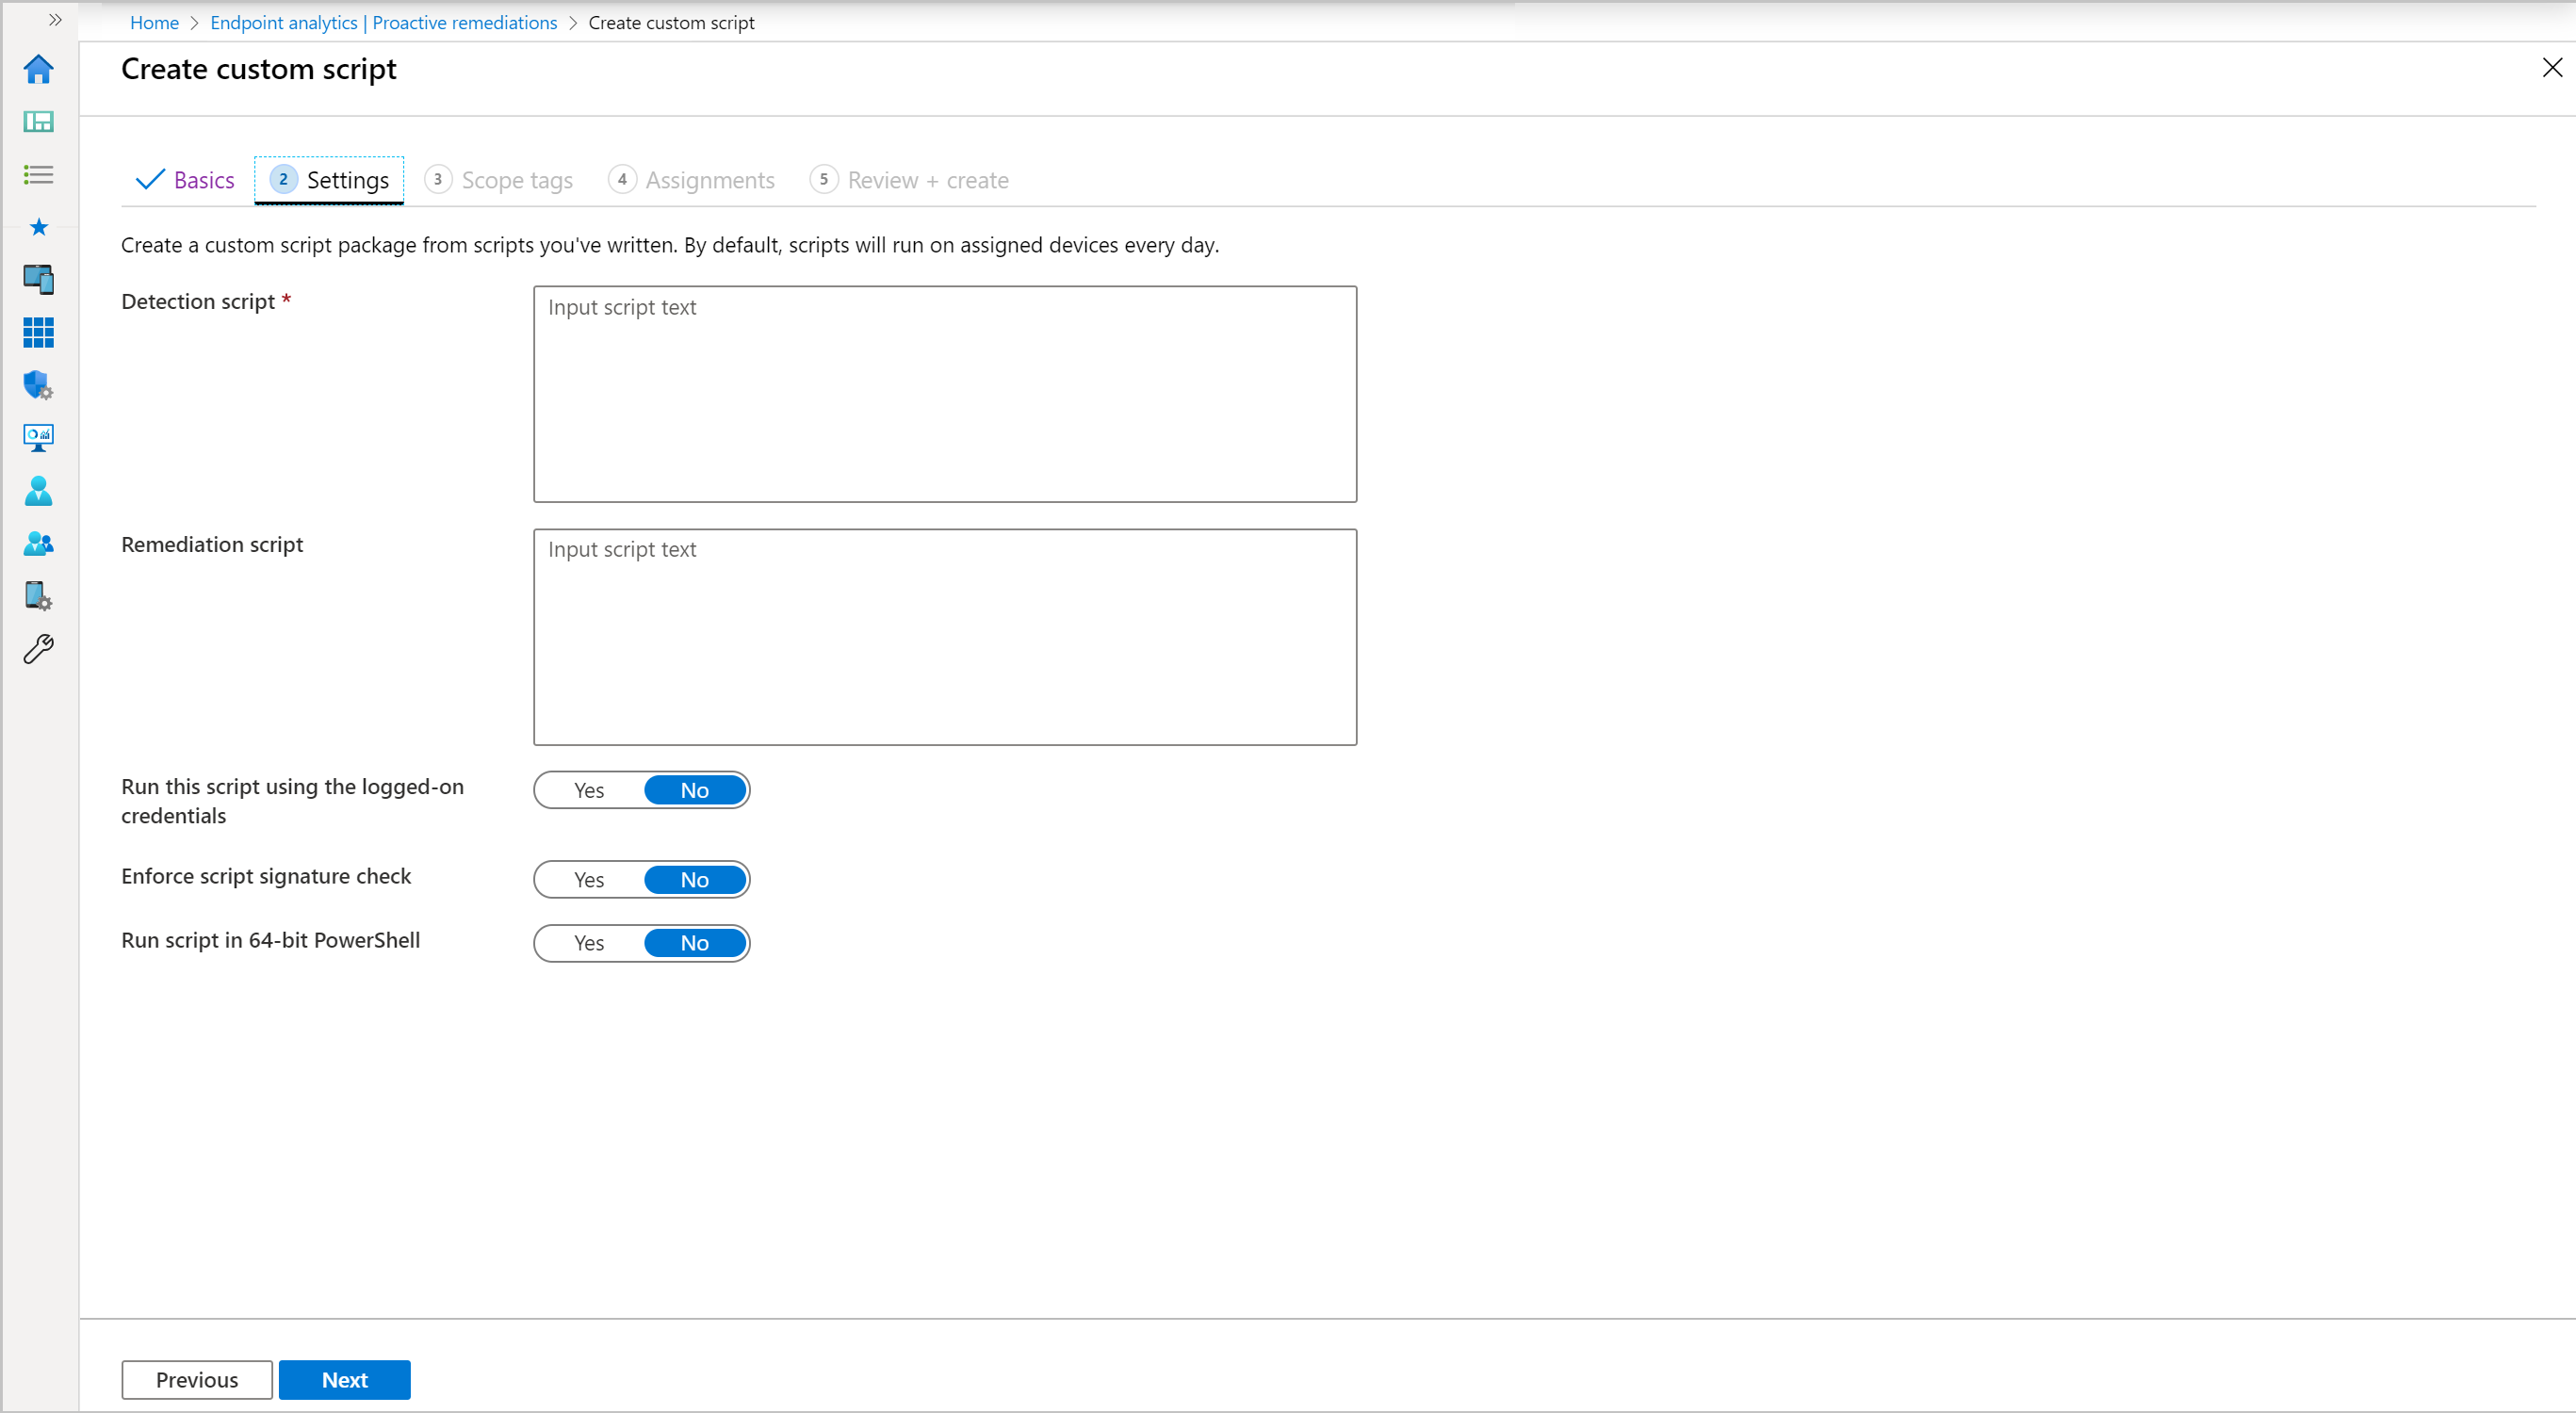 Home > Endpoint analytics | Proactive remediations > Create custom script
Create custom script
Basics 2 Settings 3 Scope tags 4 Assignments 5 Review + create
Create a custom script package from scripts you've written. By default, scripts will run on assigned devices every day.
Detection script *
Input script text
Remediation script
Input script text
Run this script using the logged-on
credentials
Yes No
Enforce script signature check
Yes No
Run script in 64-bit PowerShell
Yes No
Previous Next